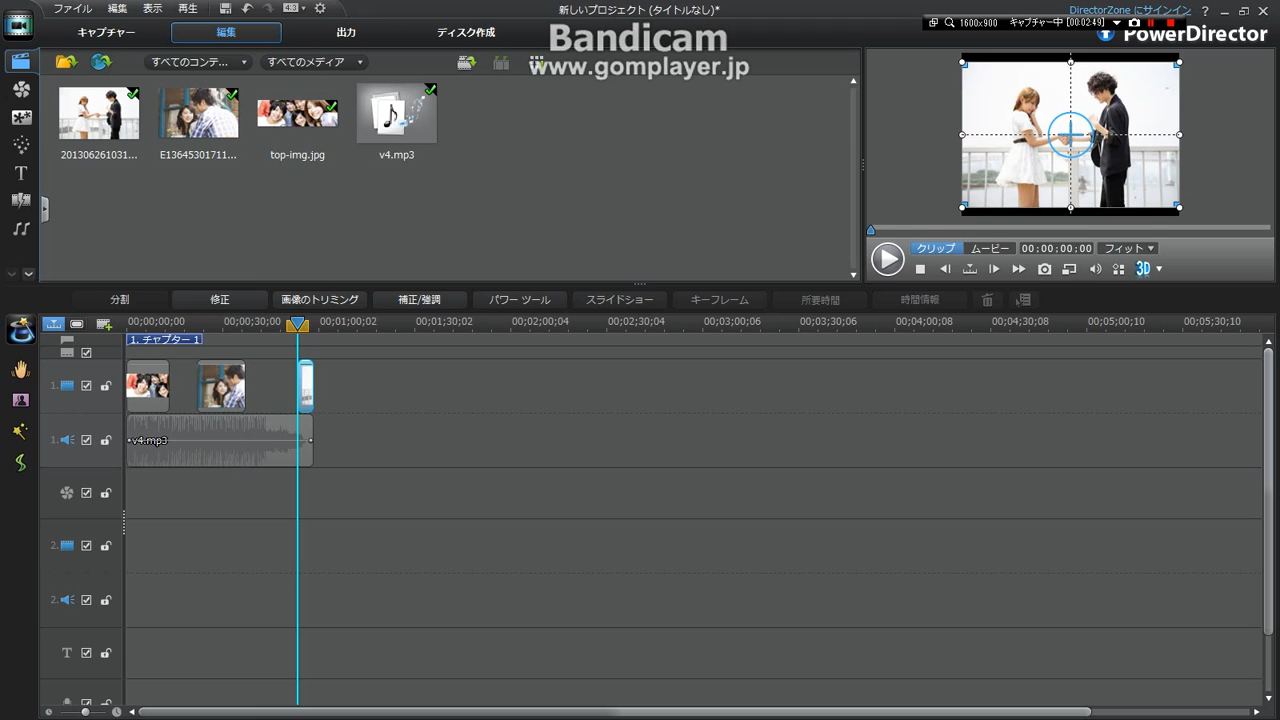 ファイル 編集 表示 再生
新しいプロジェクト (タイトルなし)*
DirectorZone にサインイン
1600x900 キャプチャー中 [00:02:49]
キャプチャー 編集 出力 ディスク作成
Bandicam
www.gomplayer.jp
PowerDirector
すべてのコンテ... すべてのメディア
201306261031... E13645301711... top-img.jpg v4.mp3
クリップ ムービー 00;00;00;00 フィット
3D
分割 修正 画像のトリミング 補正/強調 パワー ツール スライドショー キーフレーム 所要時間 時間情報
00;00;00;00 00;00;30;00 00;01;00;02 00;01;30;02 00;02;00;04 00;02;30;04 00;03;00;06 00;03;30;06 00;04;00;08 00;04;30;08 00;05;00;10 00;05;30;10
1. チャプター 1
1.
1. v4.mp3
2.
2.
T